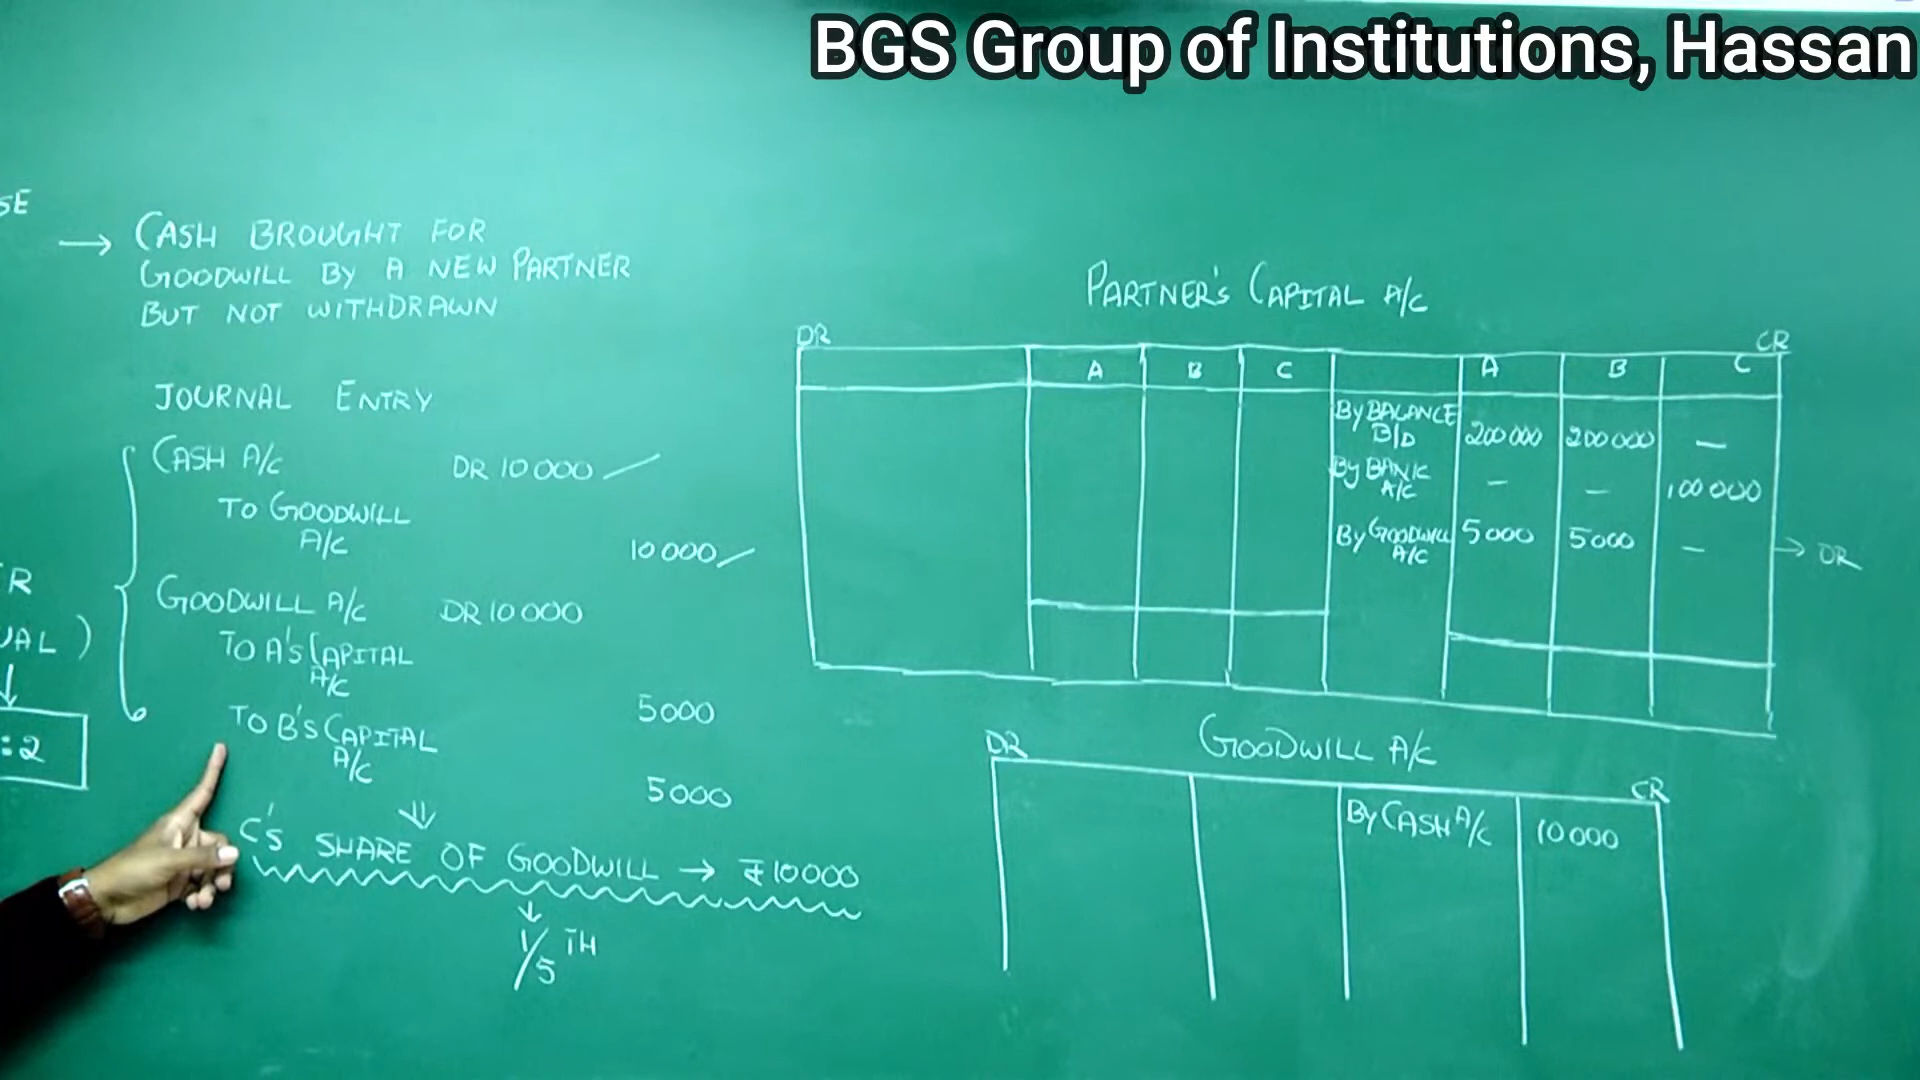 BGS Group of Institutions, Hassan
SE
→ CASH BROUGHT FOR
GOODWILL BY A NEW PARTNER
BUT NOT WITHDRAWN
JOURNAL ENTRY
CASH A/C DR 10000
TO GOODWILL
A/C
10000
GOODWILL A/C DR 10000
TO A'S CAPITAL
A/C
5000
TO B'S CAPITAL
A/C
5000
C'S SHARE OF GOODWILL → ₹10000
1/5 TH
R
UAL )
:2
PARTNER'S CAPITAL A/C
DR CR
A B C A B C
By BALANCE
B/D 200000 200000 —
By BANK
A/C — — 100000
By GOODWILL
A/C 5000 5000 — → OR
GOODWILL A/C
DR CR
By CASH A/C 10000